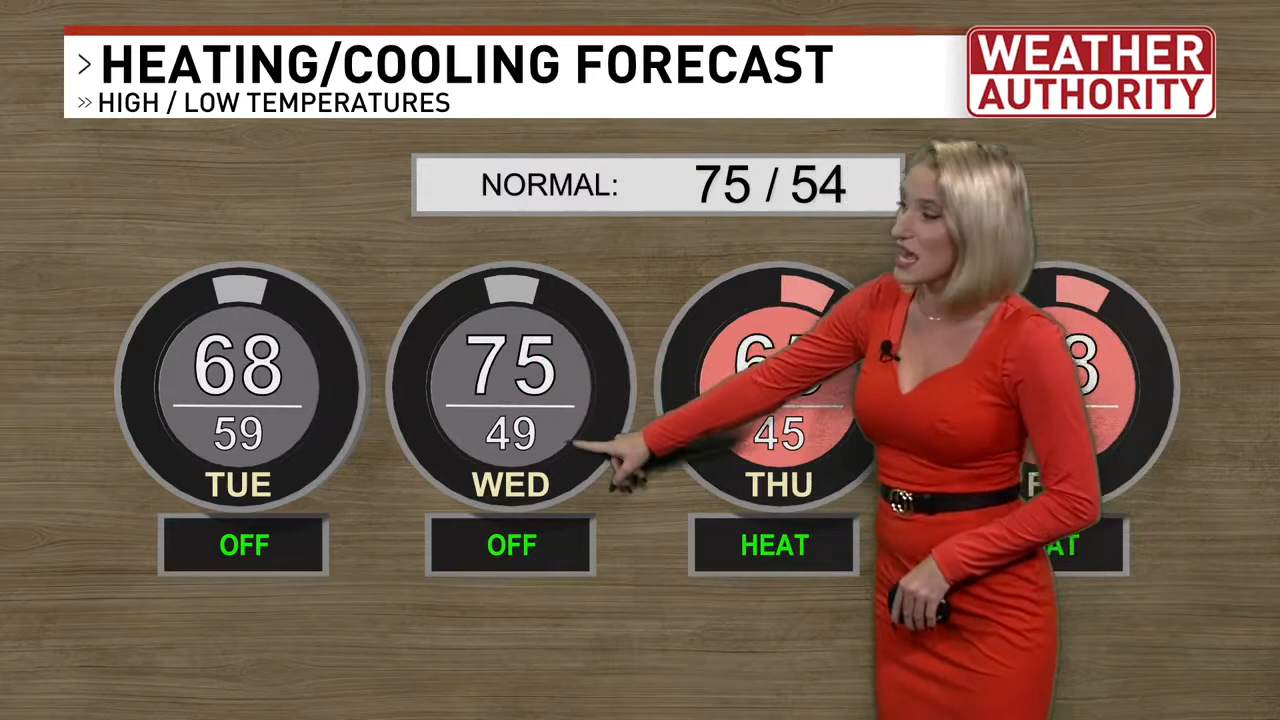 > HEATING/COOLING FORECAST
» HIGH / LOW TEMPERATURES
WEATHER
AUTHORITY
NORMAL: 75 / 54
68
59
TUE
OFF
75
49
WED
OFF
45
THU
HEAT